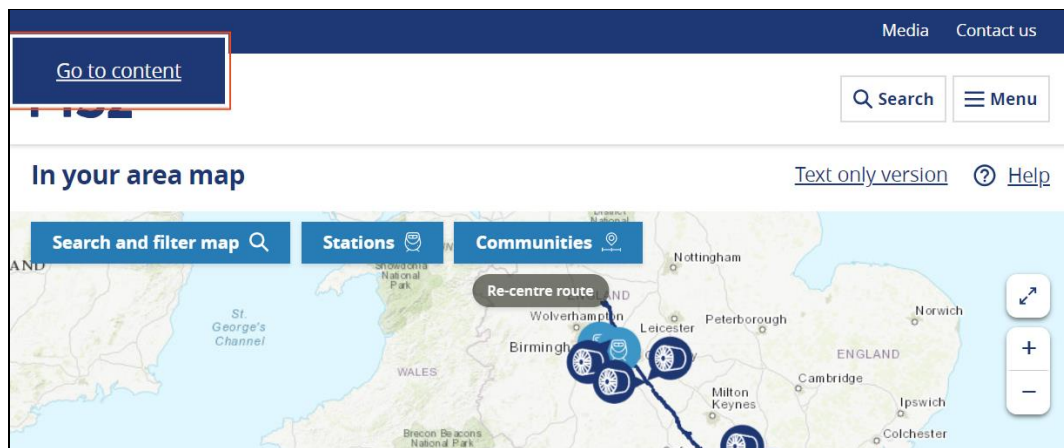 Media Contact us
Go to content
Search Menu
In your area map
Text only version Help
Search and filter map Stations Communities
Nottingham
Snowdonia
National
Park
Re-centre route
ENGLAND
Norwich
St.
George's
Channel
Wolverhampton
Leicester
Peterborough
Birmingh
ENGLAND
WALES
Cambridge
Milton
Keynes
Ipswich
Colchester
Brecon Beacons
National Park